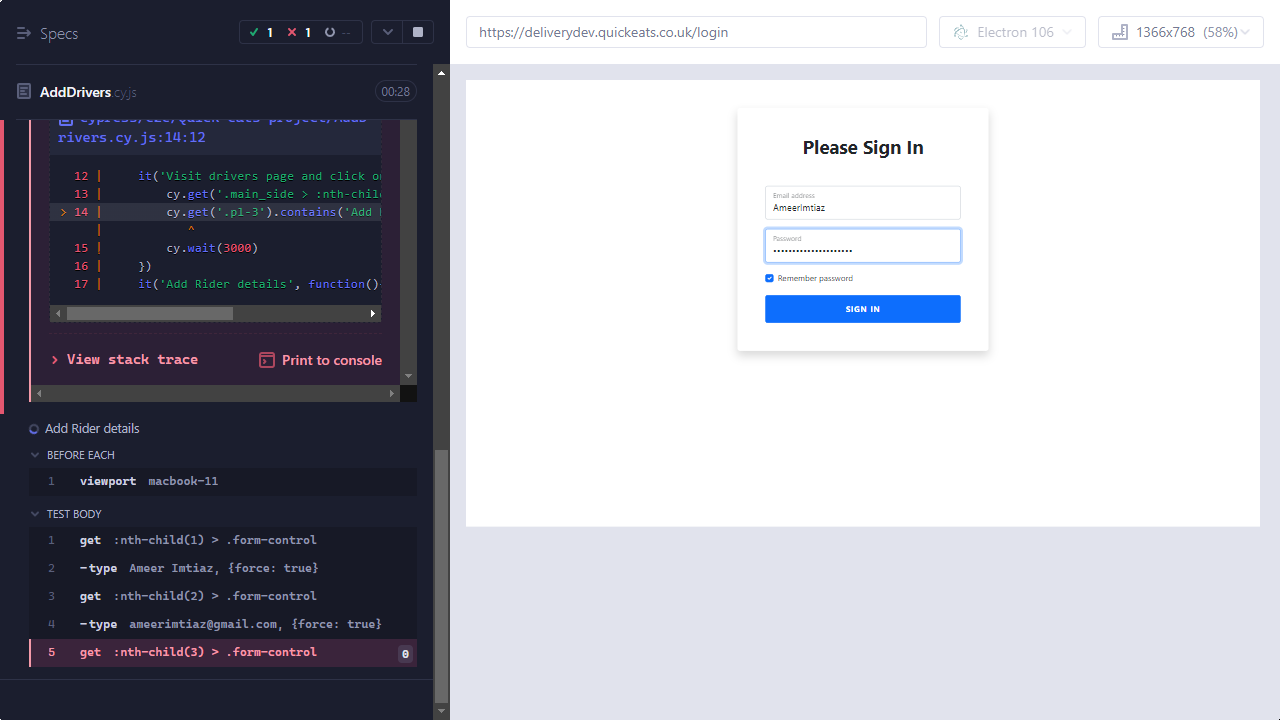 Specs
1 1 --
AddDrivers.cy.js 00:28
cypress/e2e/Quick eats project/AddD
rivers.cy.js:14:12
12 | it('Visit drivers page and click on
13 | cy.get('.main_side > :nth-chil
> 14 | cy.get('.pl-3').contains('Add
| ^
15 | cy.wait(3000)
16 | })
17 | it('Add Rider details', function()
View stack trace
Print to console
Add Rider details
BEFORE EACH
1 viewport macbook-11
TEST BODY
1 get :nth-child(1) > .form-control
2 -type Ameer Imtiaz, {force: true}
3 get :nth-child(2) > .form-control
4 -type ameerimtiaz@gmail.com, {force: true}
5 get :nth-child(3) > .form-control 0
https://deliverydev.quickeats.co.uk/login
Electron 106
1366x768 (58%)
Please Sign In
Email address
AmeerImtiaz
Password
•••••••••••••••••••••
Remember password
SIGN IN